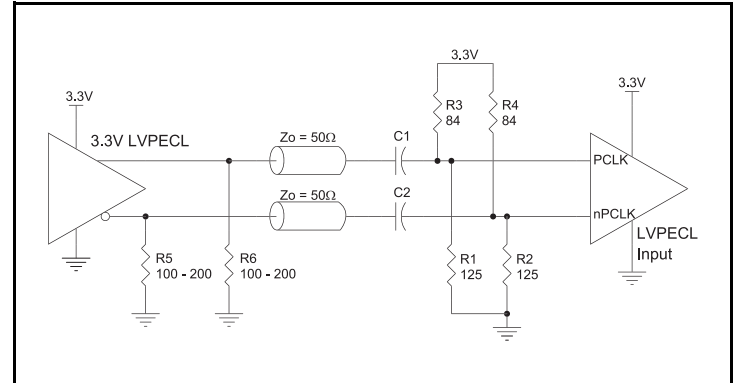 3.3V
3.3V
3.3V
3.3V LVPECL
R3
84
R4
84
Zo = 50Ω
C1
PCLK
Zo = 50Ω
C2
nPCLK
LVPECL
Input
R5
100 - 200
R6
100 - 200
R1
125
R2
125